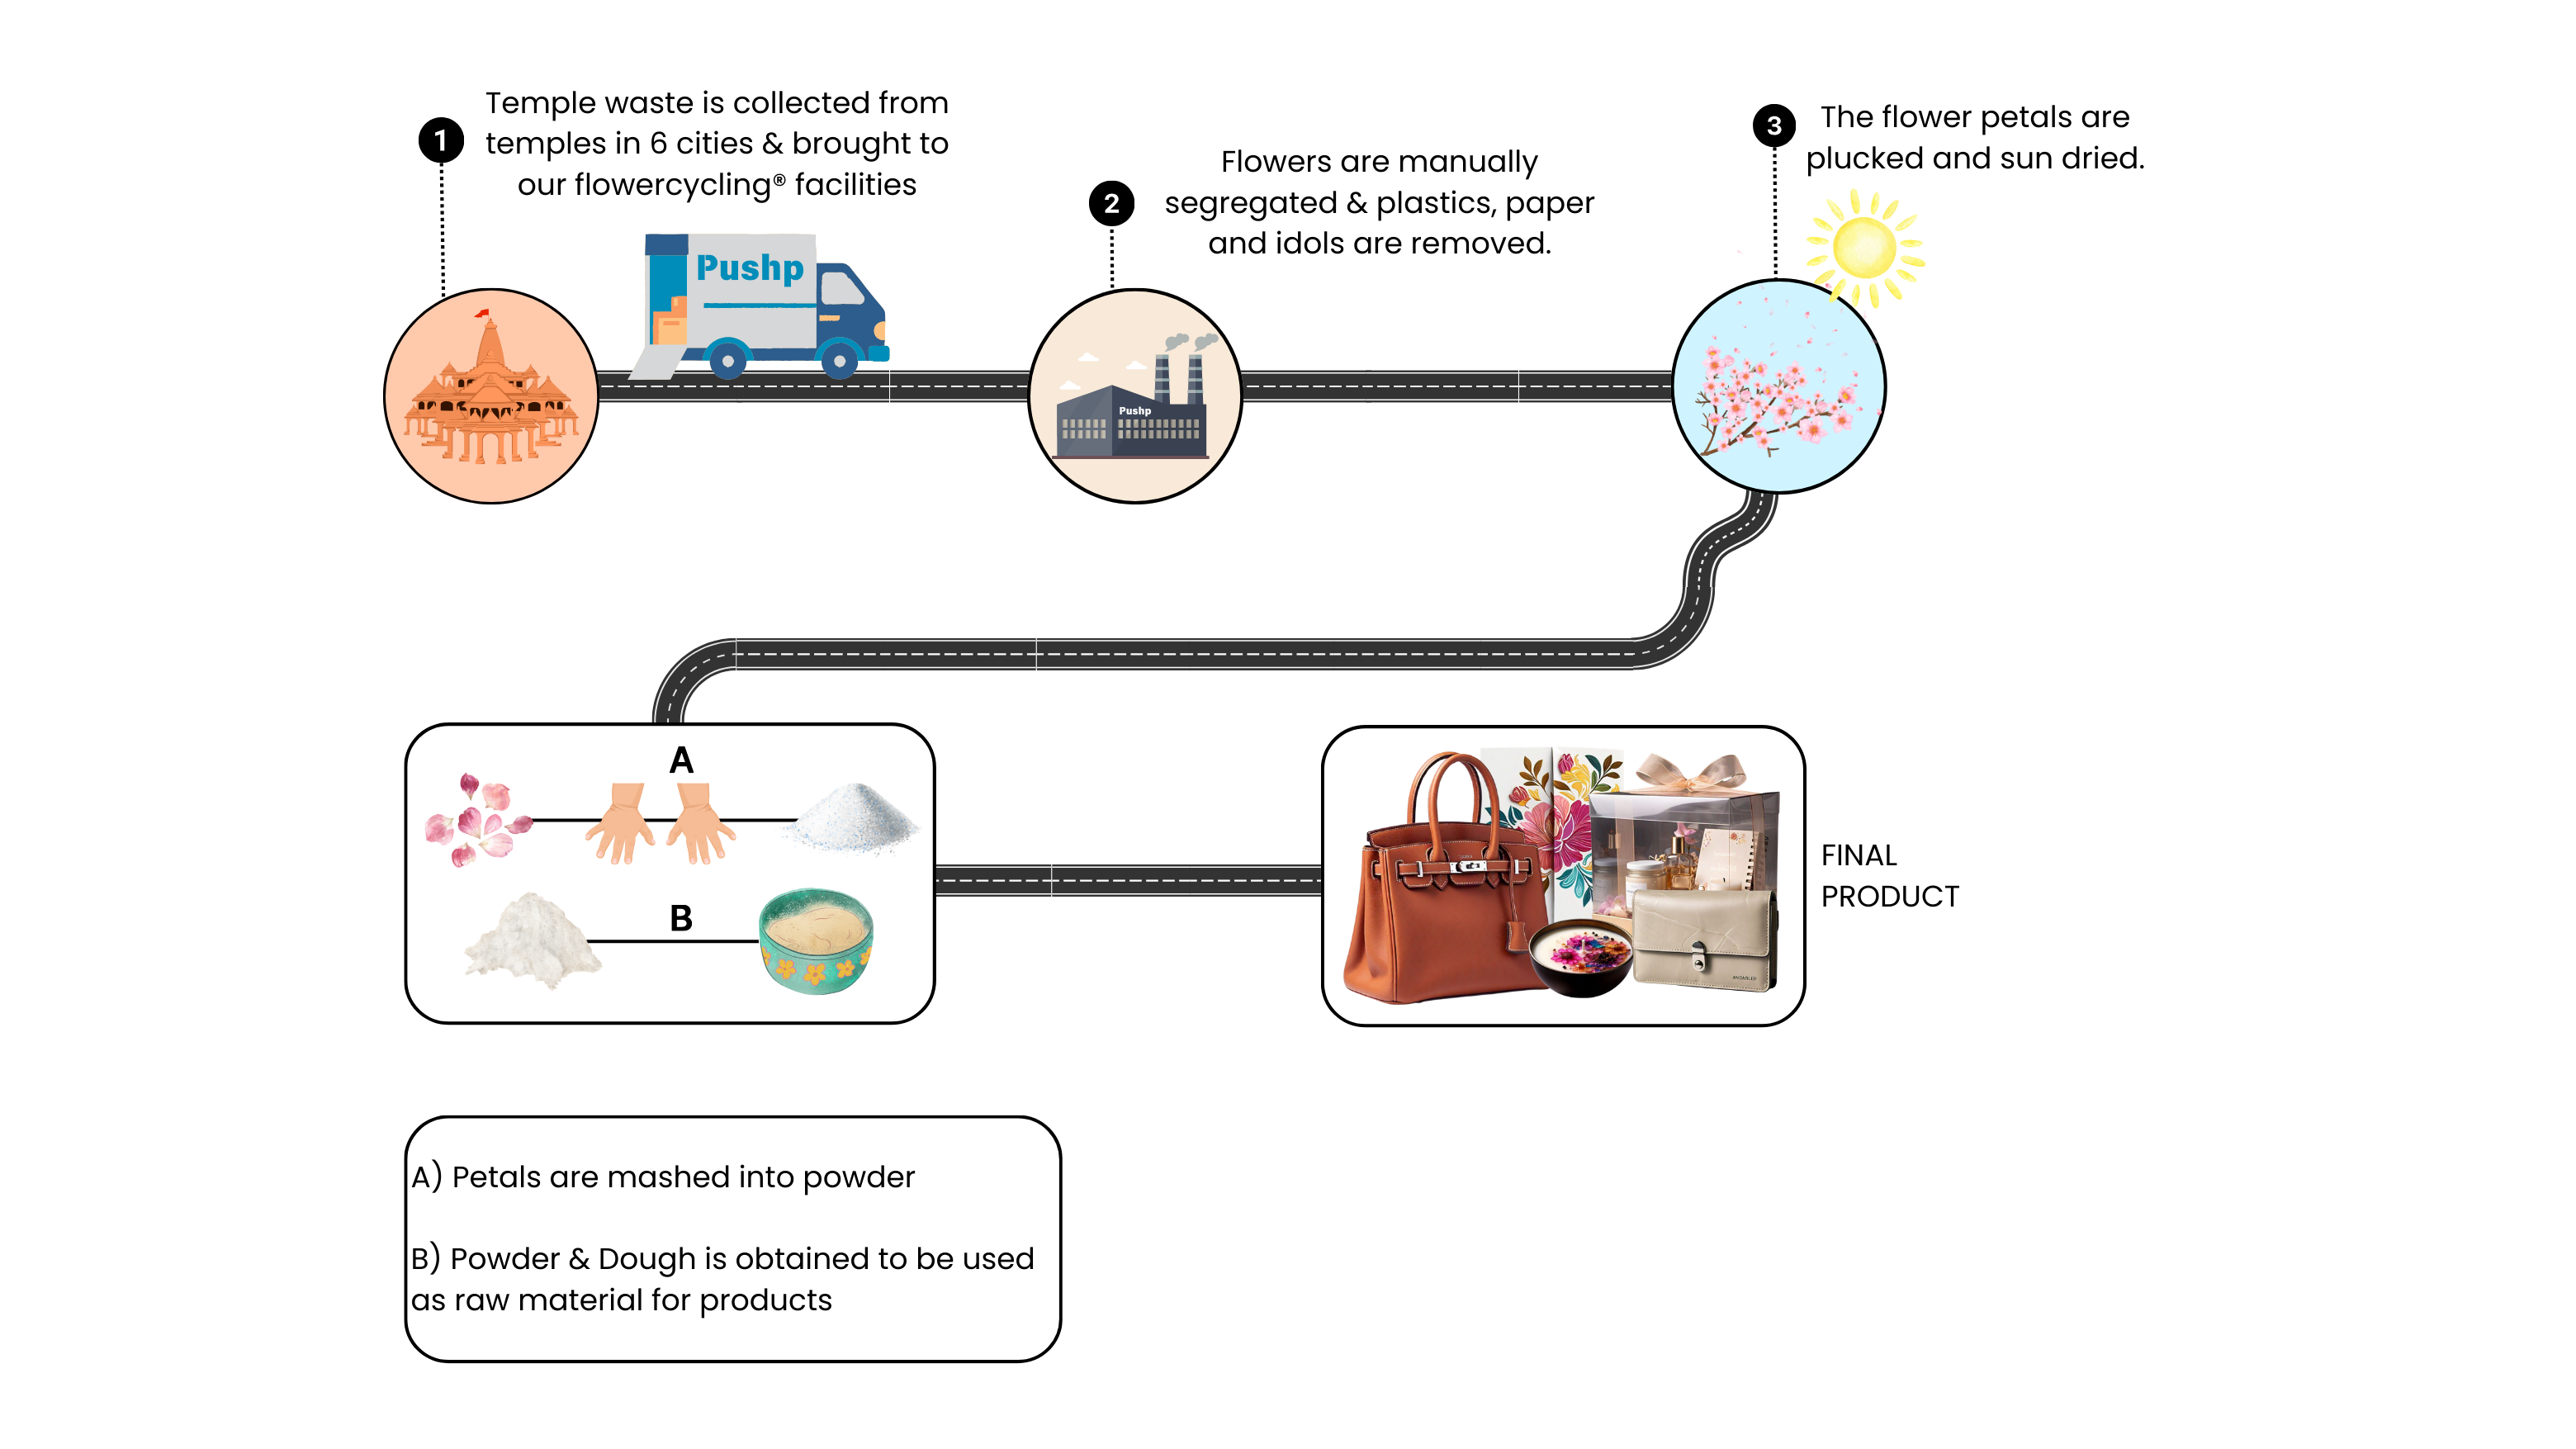 1
Temple waste is collected from
temples in 6 cities & brought to
our flowercycling® facilities
Pushp
2
Flowers are manually
segregated & plastics, paper
and idols are removed.
Pushp
3
The flower petals are
plucked and sun dried.
A
B
FINAL
PRODUCT
A) Petals are mashed into powder
B) Powder & Dough is obtained to be used
as raw material for products